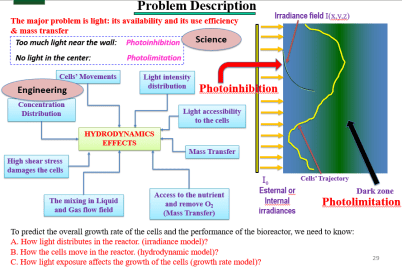 Problem Description
The major problem is light: its availability and its use efficiency
& mass transfer
Too much light near the wall: Photoinhibition
No light in the center: Photolimitation
Science
Irradiance field I(x,y,z)
Engineering
Cells' Movements
Light intensity
distribution
Photoinhibition
Concentration
Distribution
Light accessibility
to the cells
HYDRODYNAMICS
EFFECTS
Mass Transfer
High shear stress
damages the cells
The mixing in Liquid
and Gas flow field
Access to the nutrient
and remove O2
(Mass Transfer)
I0
Esternal or
Internal
irradiances
Cells' Trajectory
Dark zone
Photolimitation
To predict the overall growth rate of the cells and the performance of the bioreactor, we need to know:
A. How light distributes in the reactor. (irradiance model)?
B. How the cells move in the reactor. (hydrodynamic model)?
C. How light exposure affects the growth of the cells (growth rate model)?
29